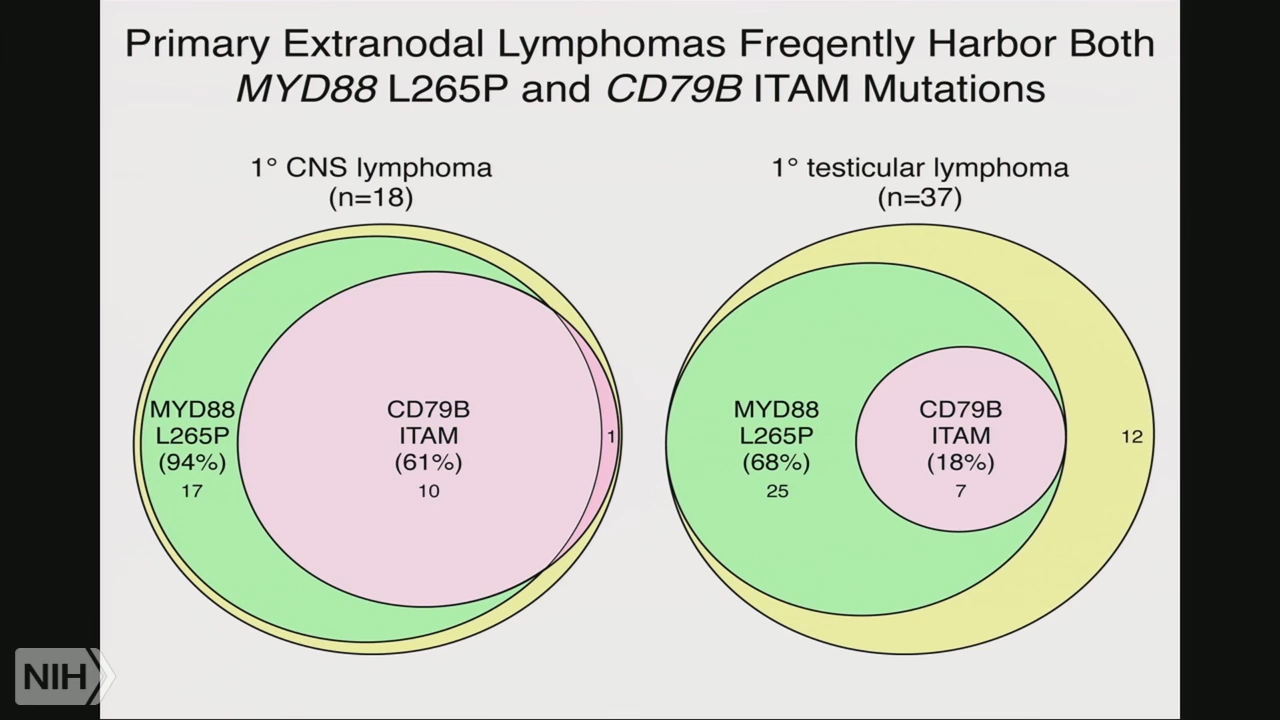 Primary Extranodal Lymphomas Freqently Harbor Both
MYD88 L265P and CD79B ITAM Mutations
1° CNS lymphoma
(n=18)
MYD88
L265P
(94%)
17
CD79B
ITAM
(61%)
10
1
1° testicular lymphoma
(n=37)
MYD88
L265P
(68%)
25
CD79B
ITAM
(18%)
7
12
NIH